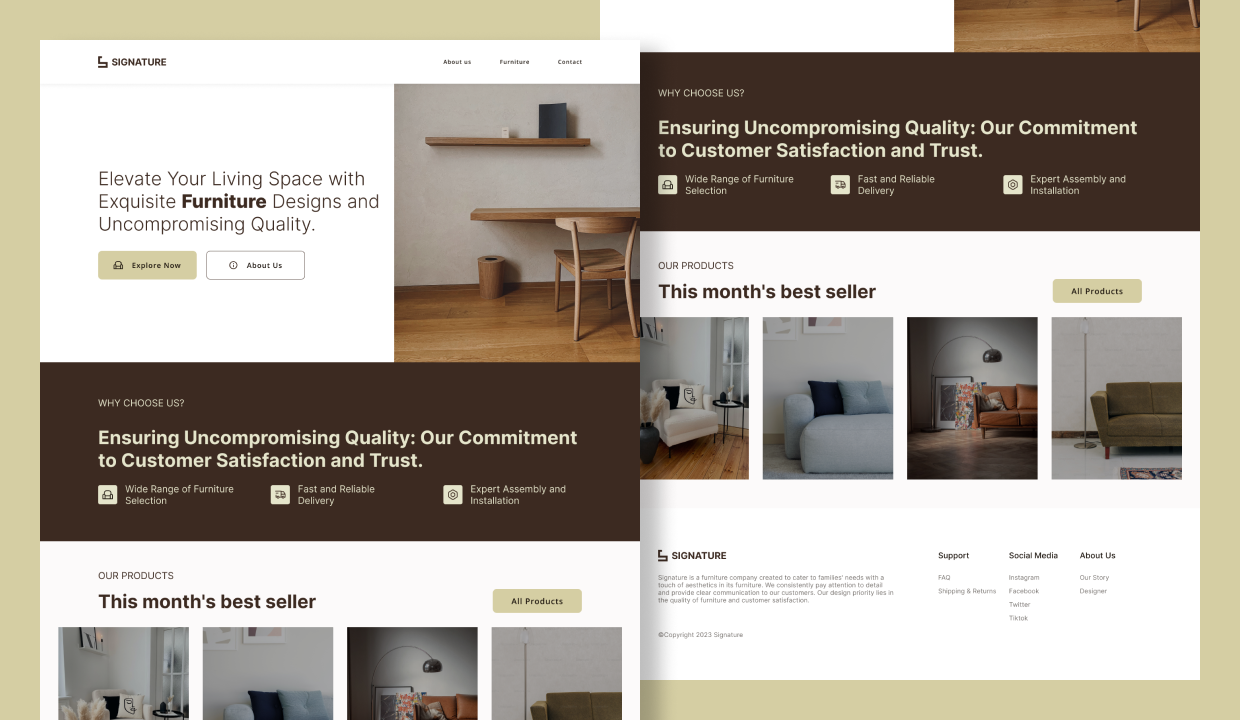 SIGNATURE
About us
Furniture
Contact
Elevate Your Living Space with
Exquisite Furniture Designs and
Uncompromising Quality.
Explore Now
About Us
WHY CHOOSE US?
Ensuring Uncompromising Quality: Our Commitment
to Customer Satisfaction and Trust.
Wide Range of Furniture
Selection
Fast and Reliable
Delivery
Expert Assembly and
Installation
OUR PRODUCTS
This month's best seller
All Products
WHY CHOOSE US?
Ensuring Uncompromising Quality: Our Commitment
to Customer Satisfaction and Trust.
Wide Range of Furniture
Selection
Fast and Reliable
Delivery
Expert Assembly and
Installation
OUR PRODUCTS
This month's best seller
All Products
SIGNATURE
Signature is a furniture company created to cater to families' needs with a
touch of aesthetics in its furniture. We consistently pay attention to detail
and provide clear communication to our customers. Our design priority lies in
the quality of furniture and customer satisfaction.
©Copyright 2023 Signature
Support
FAQ
Shipping & Returns
Social Media
Instagram
Facebook
Twitter
Tiktok
About Us
Our Story
Designer